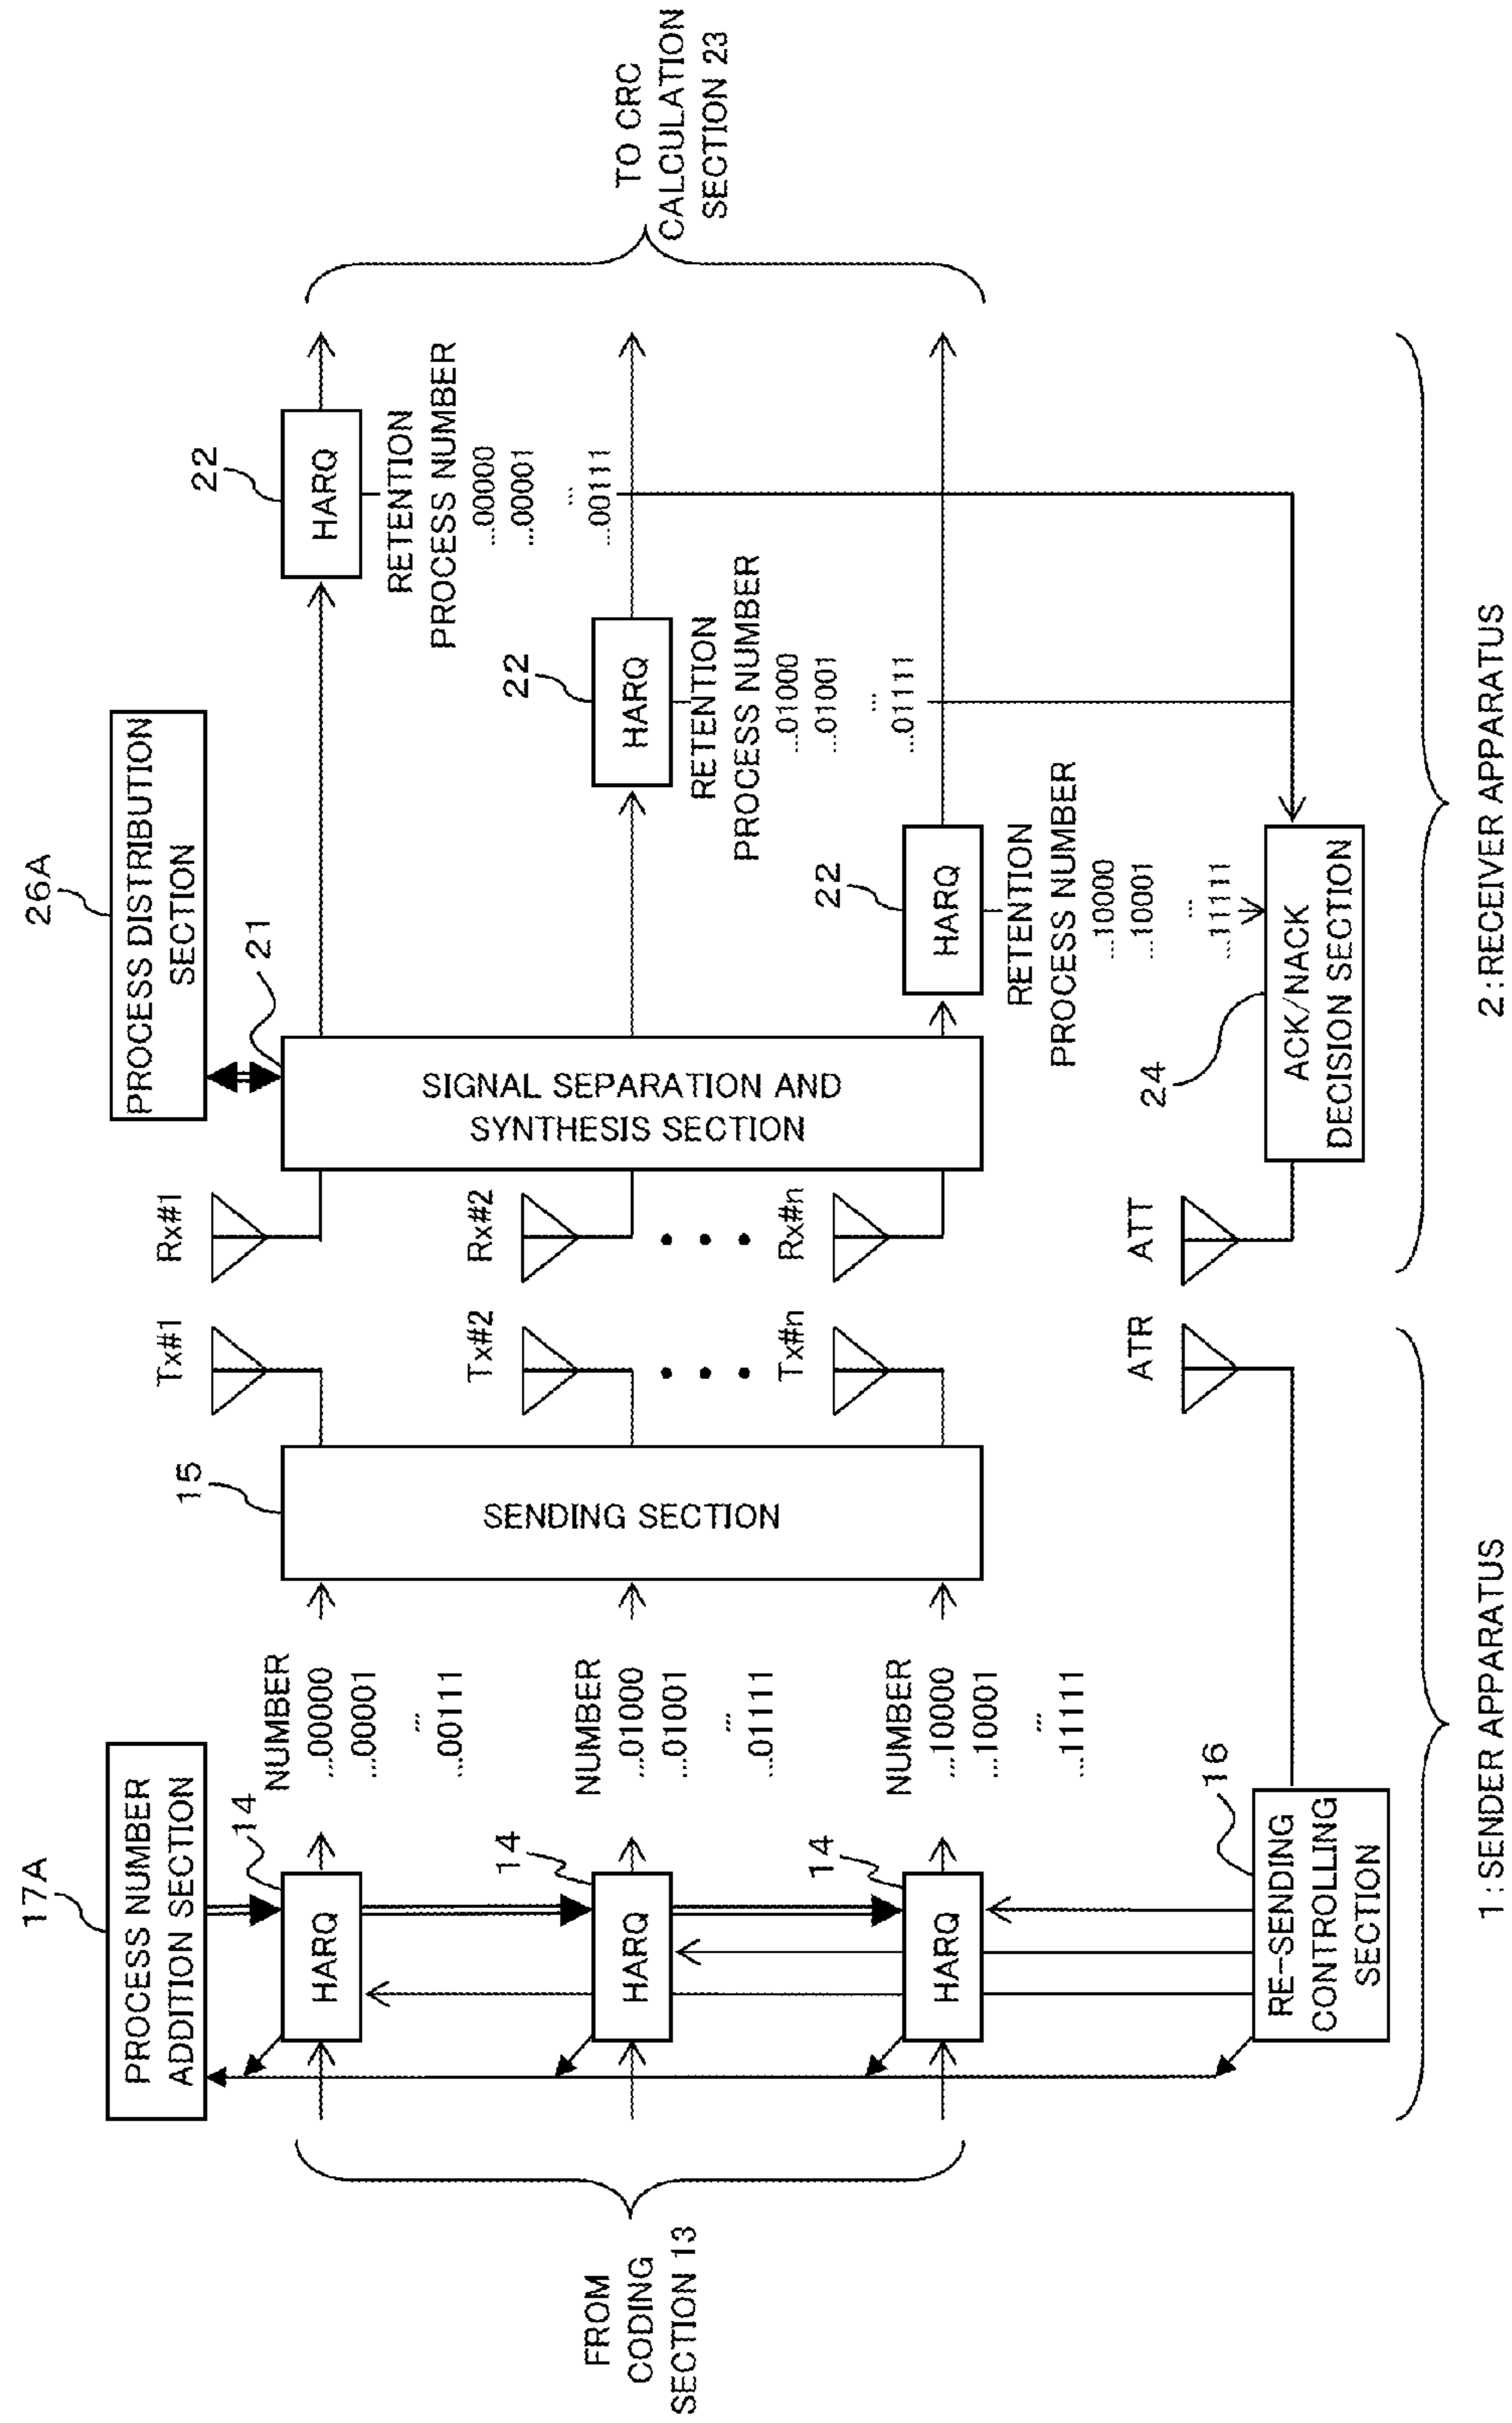 17A
PROCESS NUMBER
ADDITION SECTION
26A
PROCESS DISTRIBUTION
SECTION
FROM
CODING
SECTION 13
14
HARQ
NUMBER
...00000
...00001
...
...00111
14
HARQ
NUMBER
...01000
...01001
...
...01111
14
HARQ
NUMBER
...10000
...10001
...
...11111
16
RE-SENDING
CONTROLLING
SECTION
15
SENDING SECTION
Tx#1
Tx#2
Tx#n
ATR
Rx#1
Rx#2
Rx#n
ATT
21
SIGNAL SEPARATION AND
SYNTHESIS SECTION
22
HARQ
RETENTION
PROCESS NUMBER
...00000
...00001
...
...00111
22
HARQ
RETENTION
PROCESS NUMBER
...01000
...01001
...
...01111
22
HARQ
RETENTION
PROCESS NUMBER
...10000
...10001
...
...11111
24
ACK/NACK
DECISION SECTION
TO CRC
CALCULATION
SECTION 23
1 : SENDER APPARATUS
2 : RECEIVER APPARATUS